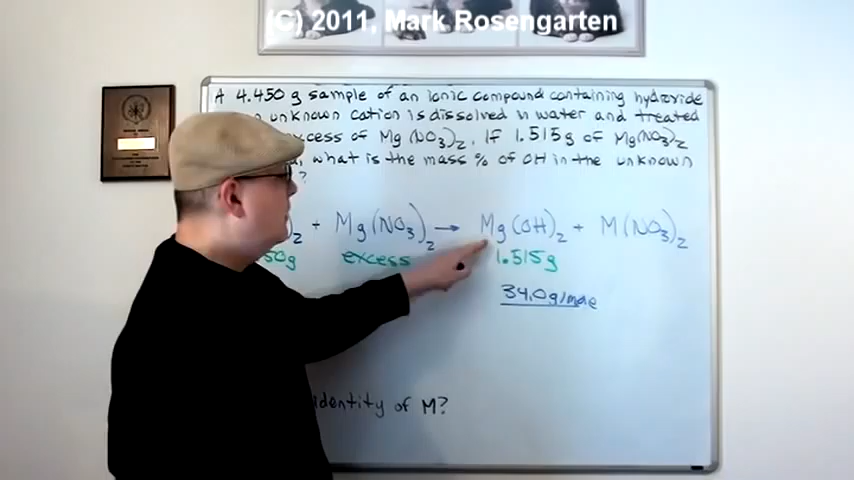 (C) 2011, Mark Rosengarten
A 4.450 g sample of an ionic compound containing hydroxide
unknown cation is dissolved in water and treated
excess of Mg(NO3)2. If 1.515g of Mg(NO3)2
what is the mass % of OH in the unknown
?
)2 + Mg(NO3)2 → Mg(OH)2 + M(NO3)2
50g excess 1.515g
34.0g/mole
identity of M?